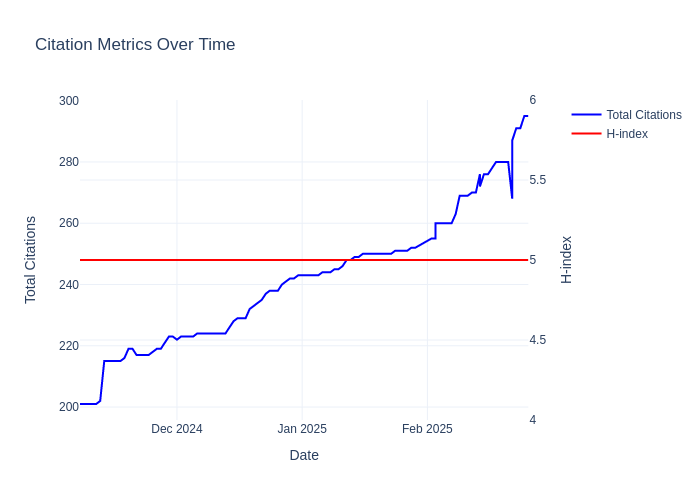 Citation Metrics Over Time
Total Citations
H-index
300
280
260
240
220
200
6
5.5
5
4.5
4
Total Citations
H-index
Dec 2024
Jan 2025
Feb 2025
Date